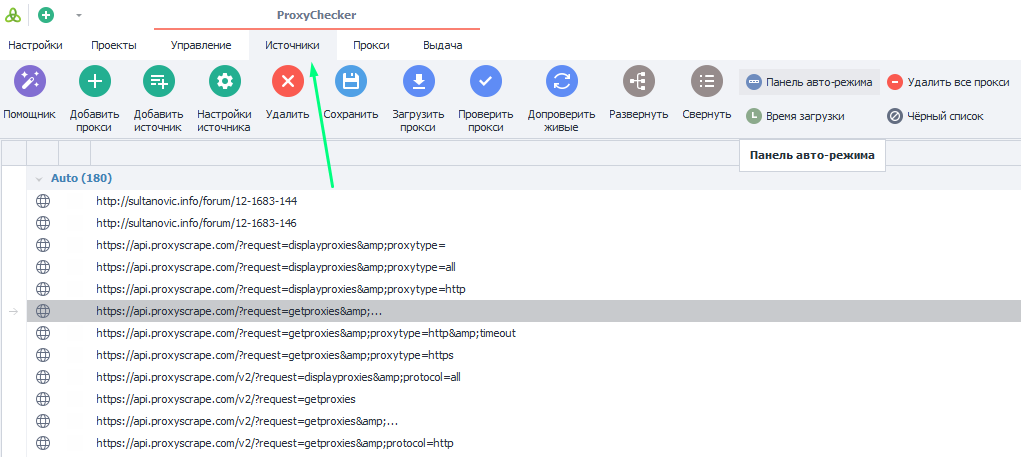 ProxyChecker
Настройки Проекты Управление Источники Прокси Выдача
Помощник
Добавить прокси
Добавить источник
Настройки источника
Удалить
Сохранить
Загрузить прокси
Проверить прокси
Допроверить живые
Развернуть
Свернуть
Панель авто-режима
Удалить все прокси
Время загрузки
Чёрный список
Панель авто-режима
Auto (180)
http://sultanovic.info/forum/12-1683-144
http://sultanovic.info/forum/12-1683-146
https://api.proxyscrape.com/?request=displayproxies&amp;proxytype=
https://api.proxyscrape.com/?request=displayproxies&amp;proxytype=all
https://api.proxyscrape.com/?request=displayproxies&amp;proxytype=http
https://api.proxyscrape.com/?request=getproxies&amp;...
https://api.proxyscrape.com/?request=getproxies&amp;proxytype=http&amp;timeout
https://api.proxyscrape.com/?request=getproxies&amp;proxytype=https
https://api.proxyscrape.com/v2/?request=displayproxies&amp;protocol=all
https://api.proxyscrape.com/v2/?request=getproxies
https://api.proxyscrape.com/v2/?request=getproxies&amp;...
https://api.proxyscrape.com/v2/?request=getproxies&amp;protocol=http